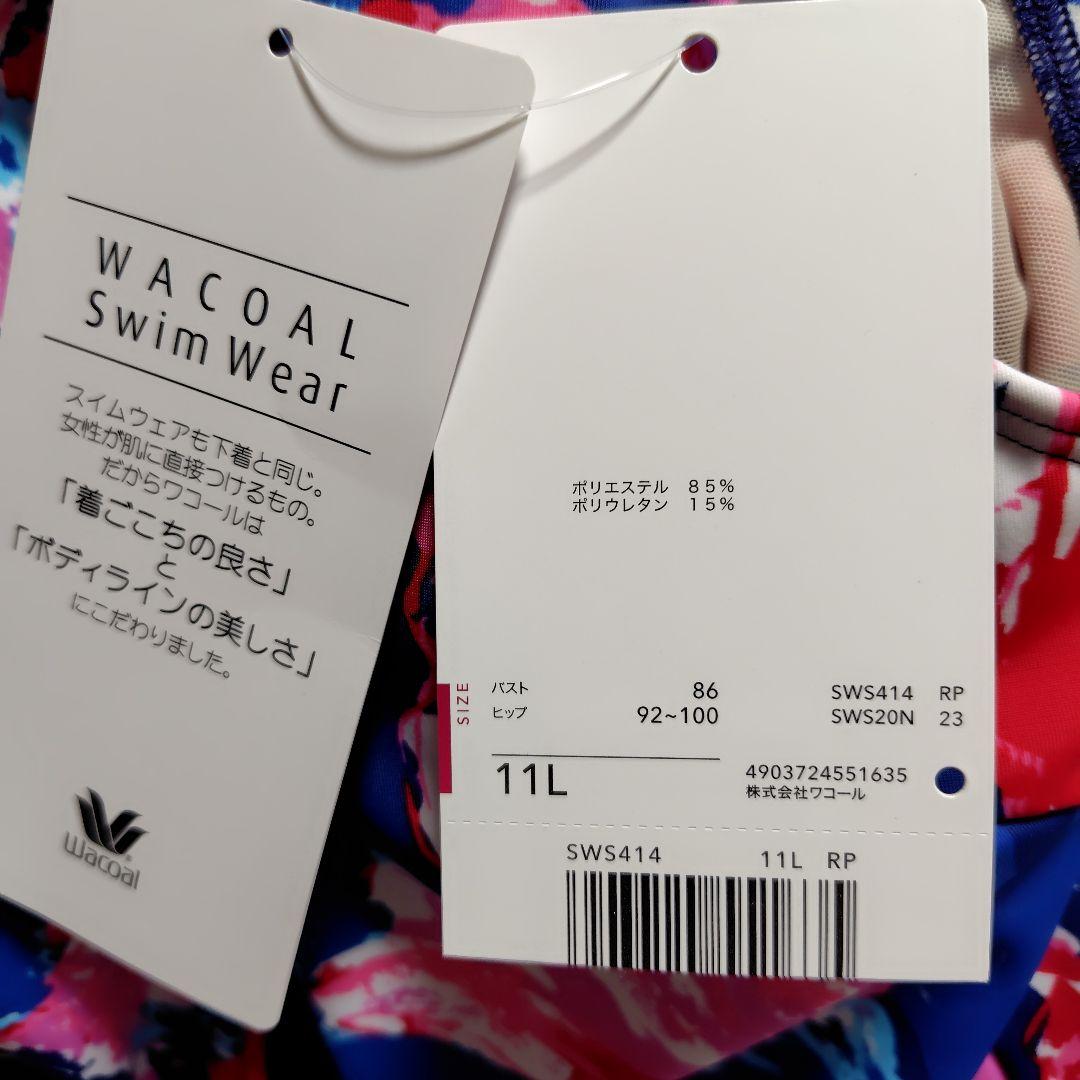 WACOAL
Swim Wear
スイムウェアも下着と同じ。
女性が肌に直接つけるもの。
だからワコールは
「着ごこちの良さ」
と
「ボディラインの美しさ」
にこだわりました。
Wacoal®
ポリエステル 85%
ポリウレタン 15%
SIZE
バスト 86
ヒップ 92~100
11L
SWS414 RP
SWS20N 23
4903724551635
株式会社ワコール
SWS414 11L RP